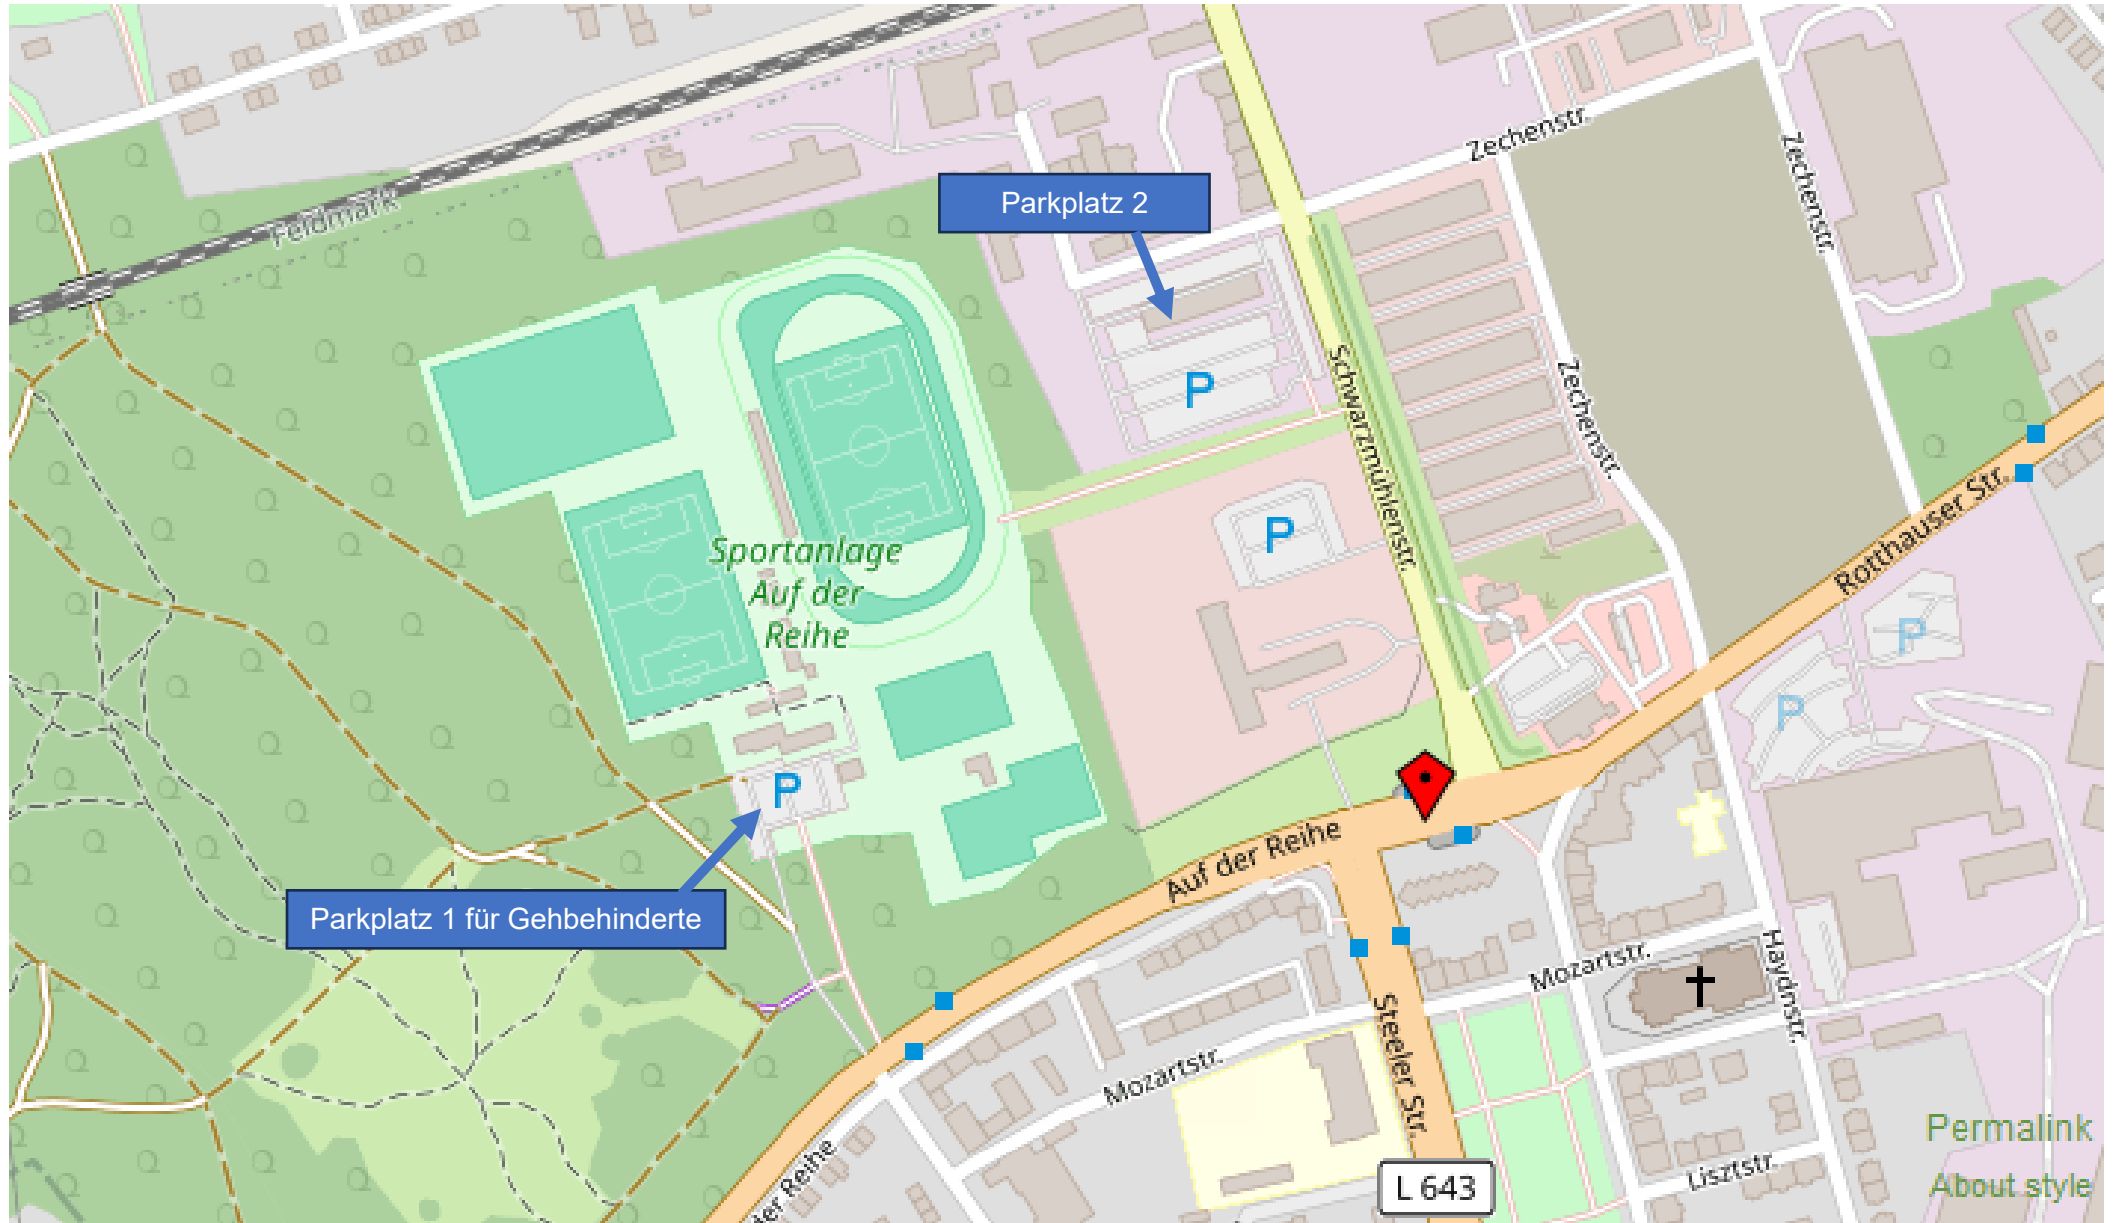 Zechenstr.
Zechenstr.
Feldmark
Parkplatz 2
P
Schwarzmühlenstr.
Zechenstr.
P
Rotthauser Str.
Sportanlage
Auf der
Reihe
P
P
P
Auf der Reihe
Parkplatz 1 für Gehbehinderte
Mozartstr.
Haydnstr.
Steeler Str.
Mozartstr.
der Reihe
Permalink
Lisztstr.
L 643
About style